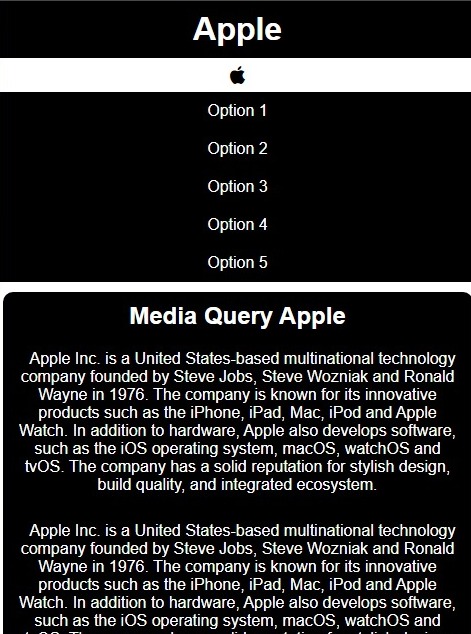 Apple
Option 1
Option 2
Option 3
Option 4
Option 5
Media Query Apple
Apple Inc. is a United States-based multinational technology
company founded by Steve Jobs, Steve Wozniak and Ronald
Wayne in 1976. The company is known for its innovative
products such as the iPhone, iPad, Mac, iPod and Apple
Watch. In addition to hardware, Apple also develops software,
such as the iOS operating system, macOS, watchOS and
tvOS. The company has a solid reputation for stylish design,
build quality, and integrated ecosystem.
Apple Inc. is a United States-based multinational technology
company founded by Steve Jobs, Steve Wozniak and Ronald
Wayne in 1976. The company is known for its innovative
products such as the iPhone, iPad, Mac, iPod and Apple
Watch. In addition to hardware, Apple also develops software,
such as the iOS operating system, macOS, watchOS and